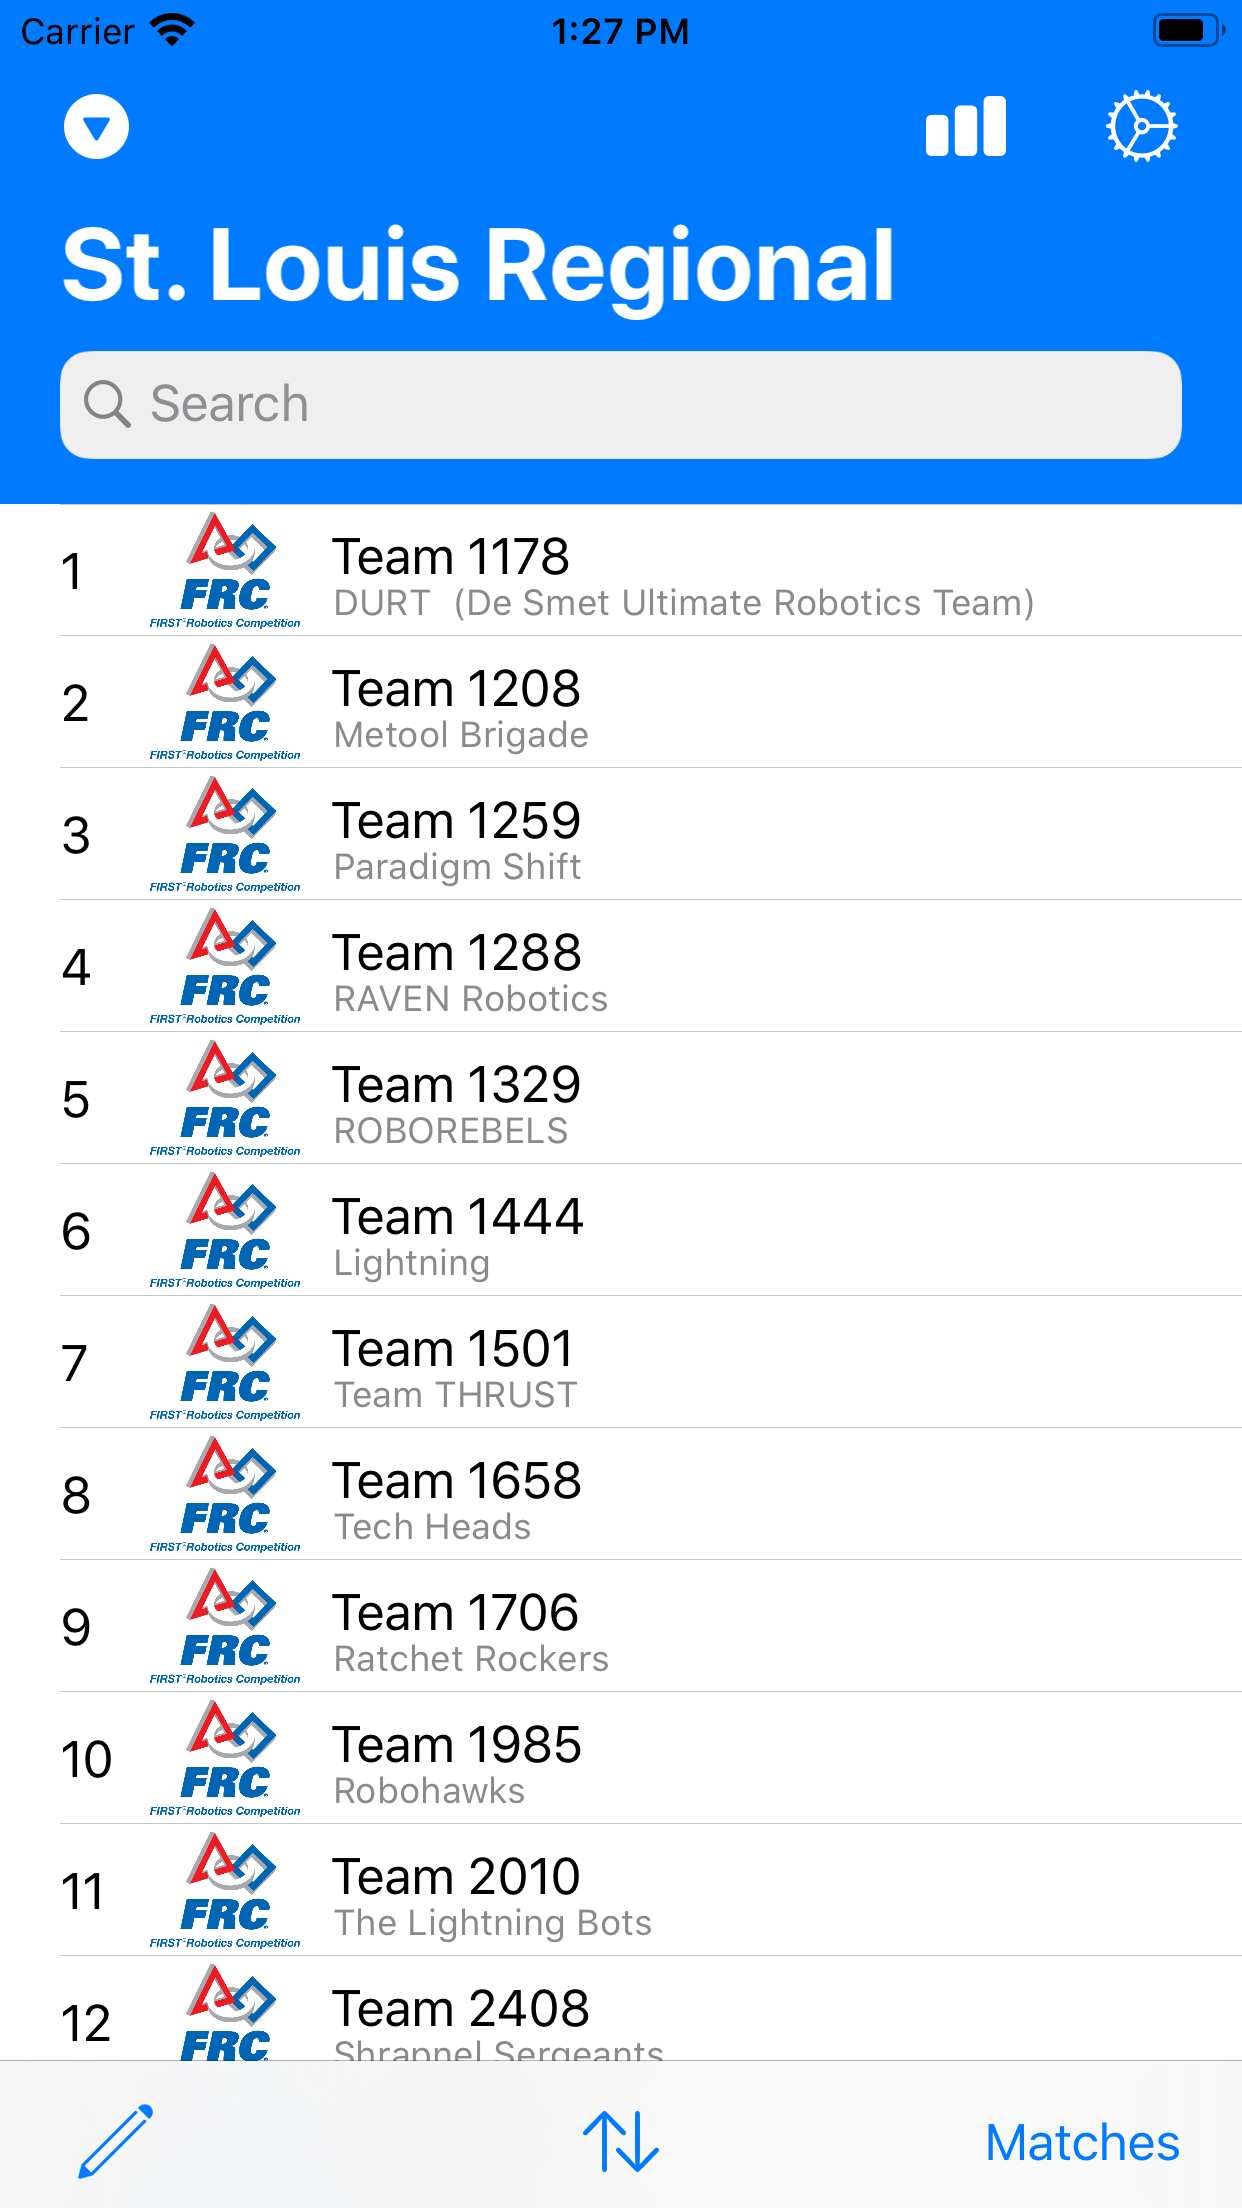 Carrier 1:27 PM
St. Louis Regional
Search
1 FRC FIRST Robotics Competition Team 1178
DURT (De Smet Ultimate Robotics Team)
2 FRC FIRST Robotics Competition Team 1208
Metool Brigade
3 FRC FIRST Robotics Competition Team 1259
Paradigm Shift
4 FRC FIRST Robotics Competition Team 1288
RAVEN Robotics
5 FRC FIRST Robotics Competition Team 1329
ROBOREBELS
6 FRC FIRST Robotics Competition Team 1444
Lightning
7 FRC FIRST Robotics Competition Team 1501
Team THRUST
8 FRC FIRST Robotics Competition Team 1658
Tech Heads
9 FRC FIRST Robotics Competition Team 1706
Ratchet Rockers
10 FRC FIRST Robotics Competition Team 1985
Robohawks
11 FRC FIRST Robotics Competition Team 2010
The Lightning Bots
12 FRC Team 2408
Shrapnel Sergeants
Matches